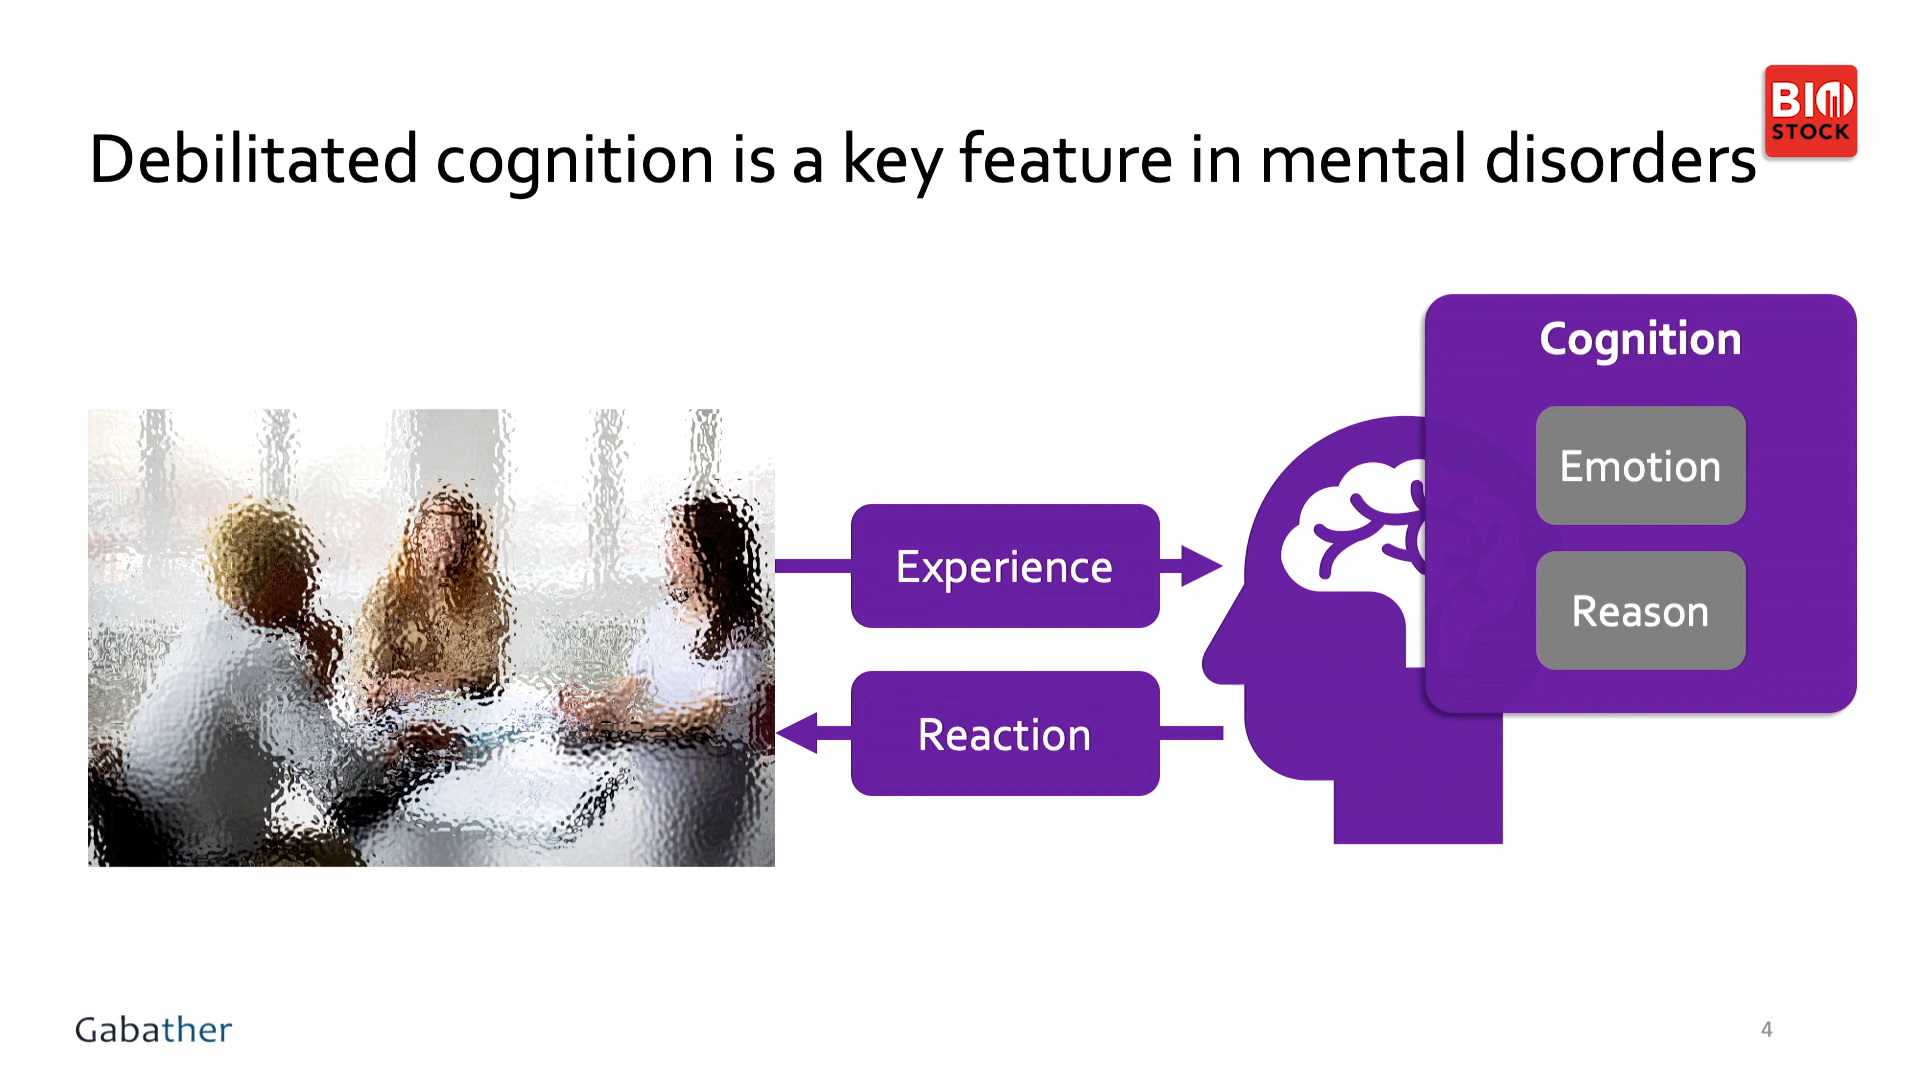 BIO
STOCK
Debilitated cognition is a key feature in mental disorders
Cognition
Emotion
Experience
Reason
Reaction
Gabather
4